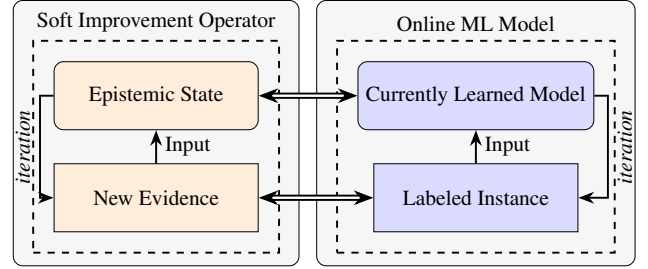 Soft Improvement Operator
Epistemic State
Input
New Evidence
iteration
Online ML Model
Currently Learned Model
Input
Labeled Instance
iteration